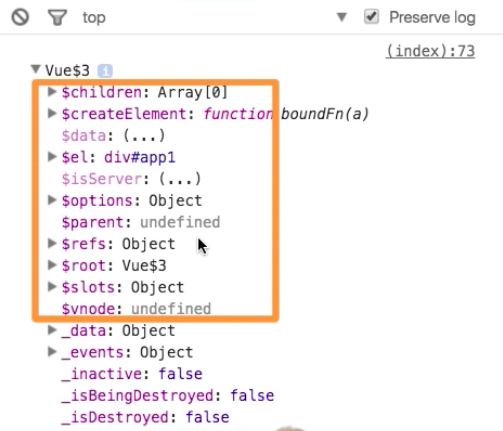 top Preserve log
(index):73
Vue$3 i
$children: Array[0]
$createElement: function boundFn(a)
$data: (...)
$el: div#app1
$isServer: (...)
$options: Object
$parent: undefined
$refs: Object
$root: Vue$3
$slots: Object
$vnode: undefined
_data: Object
_events: Object
_inactive: false
_isBeingDestroyed: false
_isDestroyed: false